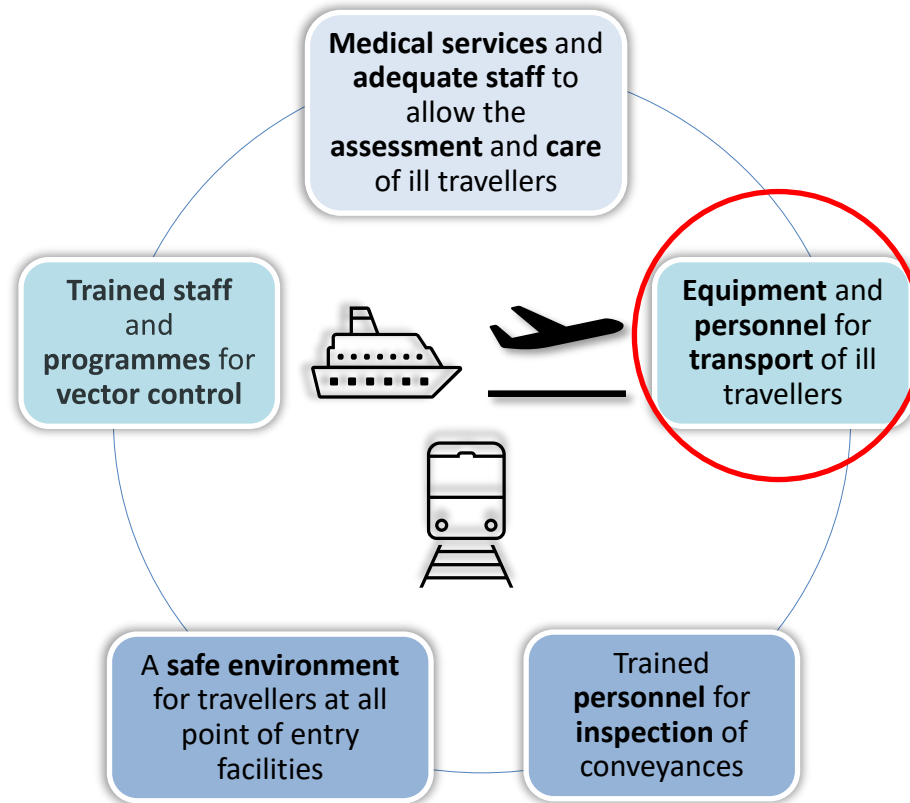 Medical services and
adequate staff to
allow the
assessment and care
of ill travellers
Equipment and
personnel for
transport of ill
travellers
Trained
personnel for
inspection of
conveyances
A safe environment
for travellers at all
point of entry
facilities
Trained staff
and
programmes for
vector control